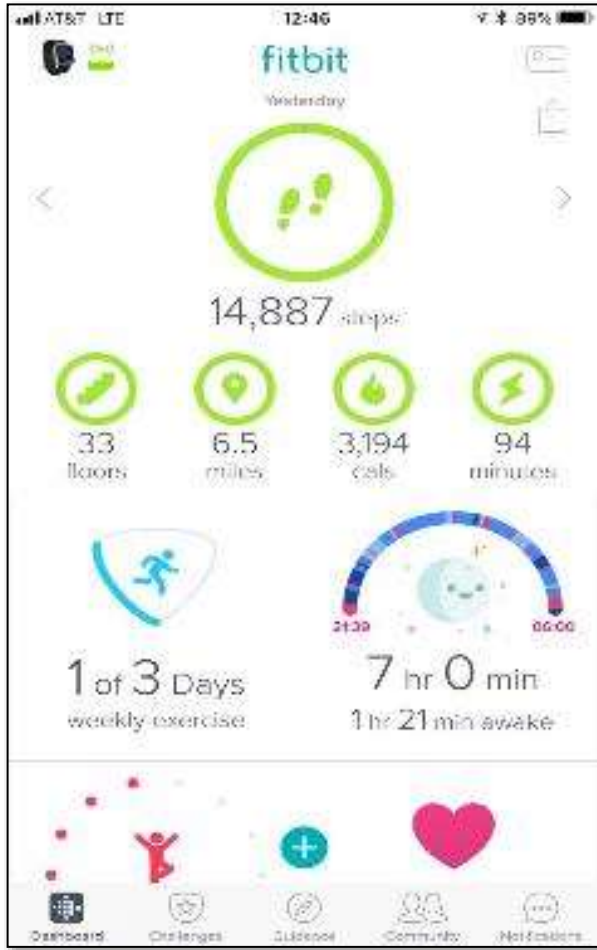 AT&T LTE 12:46 89%
fitbit
Yesterday
14,887 steps
33 6.5 3,194 94
floors miles cals minutes
21:39 06:00
1 of 3 Days 7 hr 0 min
weekly exercise 1 hr 21 min awake
Dashboard Challenges Guidance Community Notifications